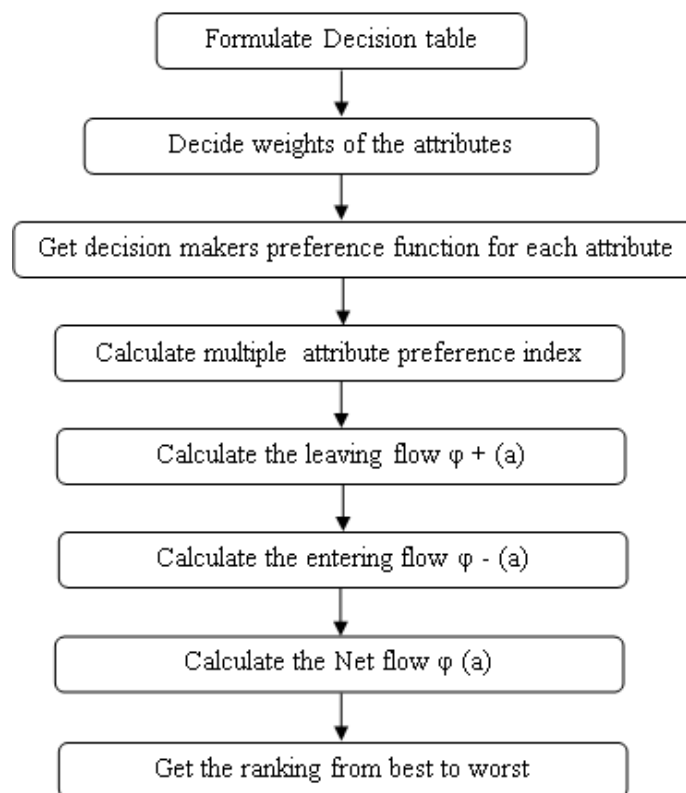 Formulate Decision table
Decide weights of the attributes
Get decision makers preference function for each attribute
Calculate multiple attribute preference index
Calculate the leaving flow φ + (a)
Calculate the entering flow φ - (a)
Calculate the Net flow φ (a)
Get the ranking from best to worst